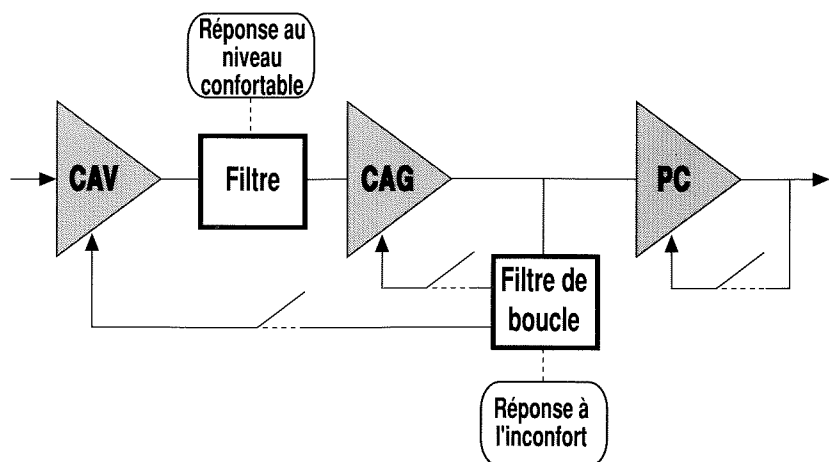 Réponse au
niveau
confortable
CAV
Filtre
CAG
PC
Filtre de
boucle
Réponse à
l'inconfort